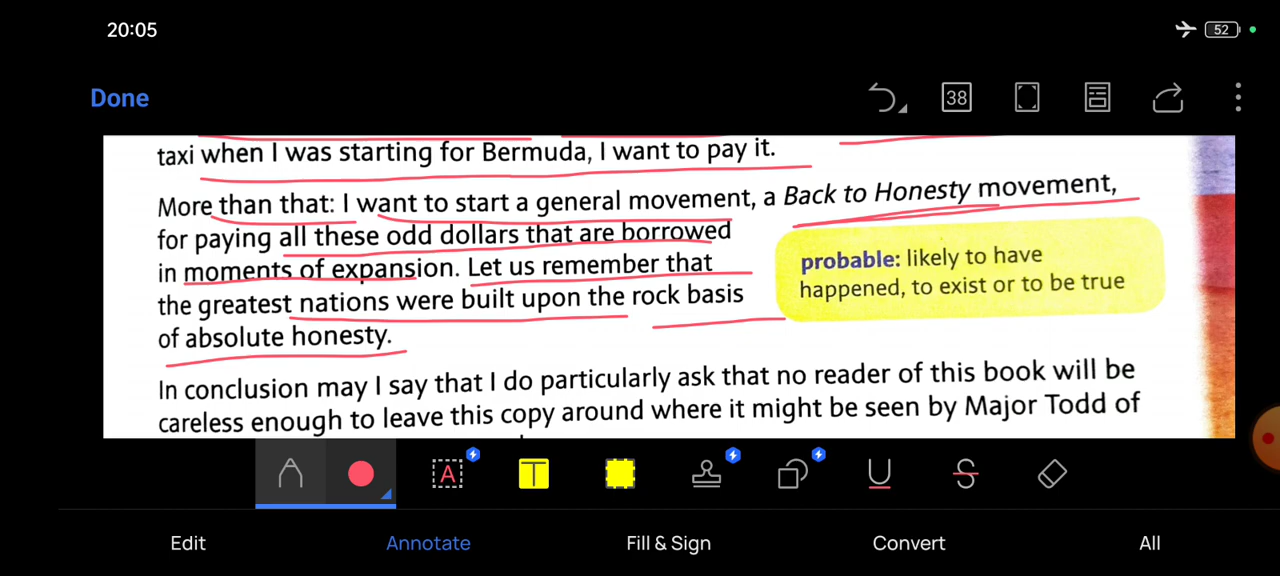 20:05
52
Done
38
taxi when I was starting for Bermuda, I want to pay it.
More than that: I want to start a general movement, a Back to Honesty movement,
for paying all these odd dollars that are borrowed
in moments of expansion. Let us remember that
the greatest nations were built upon the rock basis
of absolute honesty.
probable: likely to have
happened, to exist or to be true
In conclusion may I say that I do particularly ask that no reader of this book will be
careless enough to leave this copy around where it might be seen by Major Todd of
A
T
U
S
Edit
Annotate
Fill & Sign
Convert
All